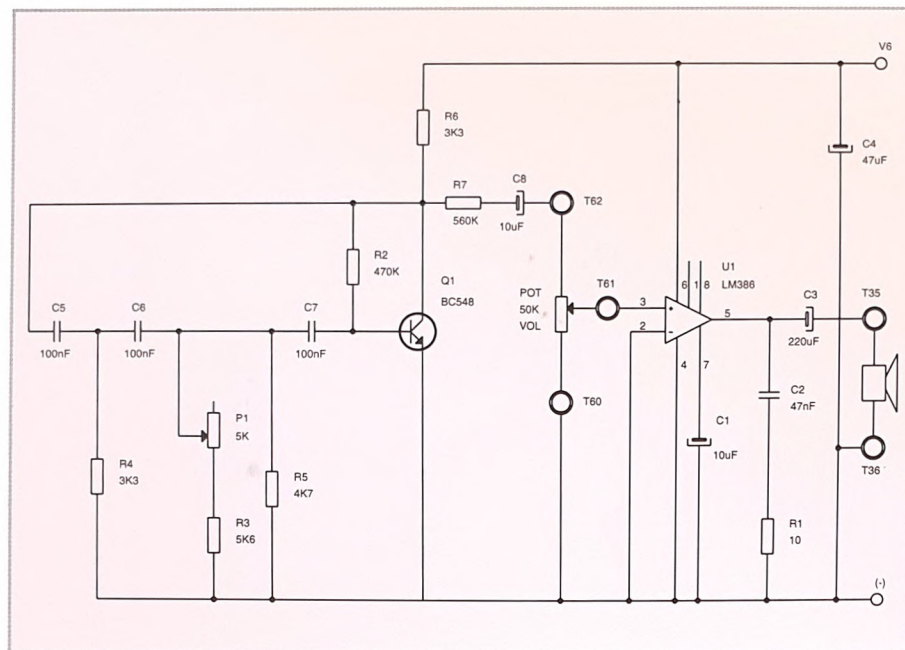 V6
R6
3K3
C4
47uF
R7
560K
C8
10uF
T62
R2
470K
Q1
BC548
POT
50K
VOL
T61
3
2
6
1
8
U1
LM386
5
4
7
C3
220uF
T35
C5
100nF
C6
100nF
C7
100nF
C2
47nF
T60
C1
10uF
T36
P1
5K
R4
3K3
R5
4K7
R3
5K6
R1
10
(-)
+
-